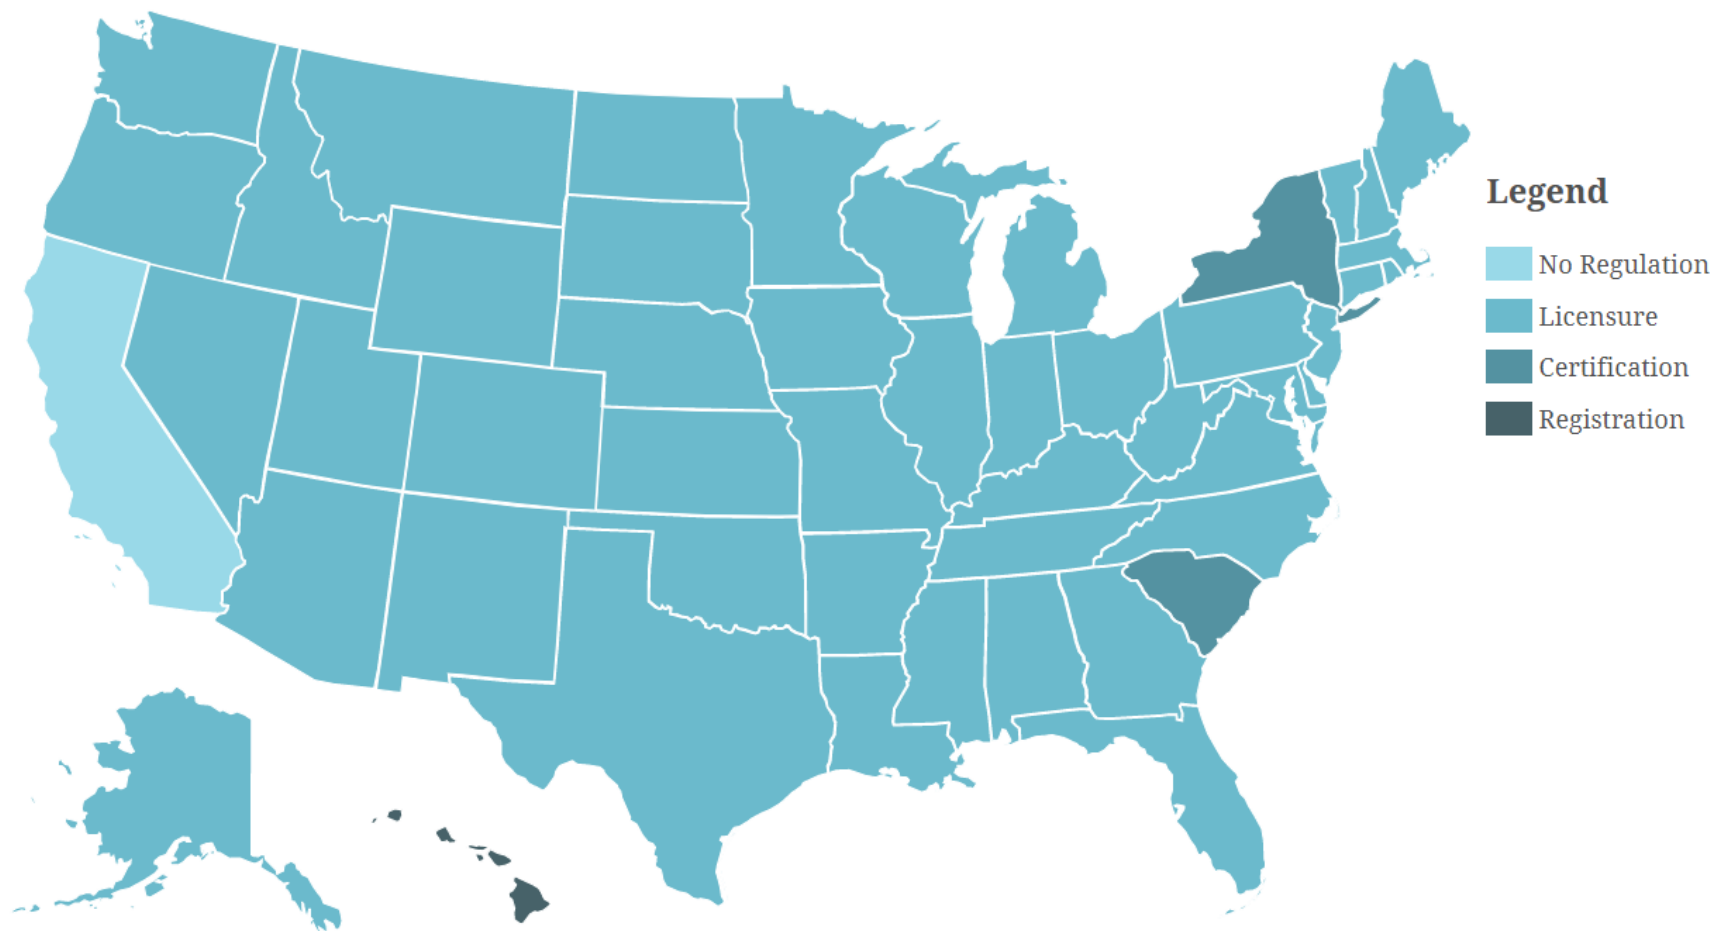 Legend
No Regulation
Licensure
Certification
Registration